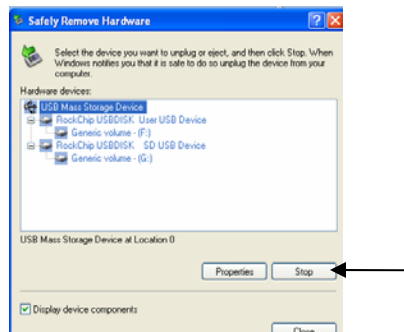 Safely Remove Hardware
Select the device you want to unplug or eject, and then click Stop. When
Windows notifies you that it is safe to do so unplug the device from your
computer.
Hardware devices:
USB Mass Storage Device
RockChip USBDISK User USB Device
Generic volume - (F:)
RockChip USBDISK SD USB Device
Generic volume - (G:)
USB Mass Storage Device at Location 0
Properties Stop
Display device components
Close